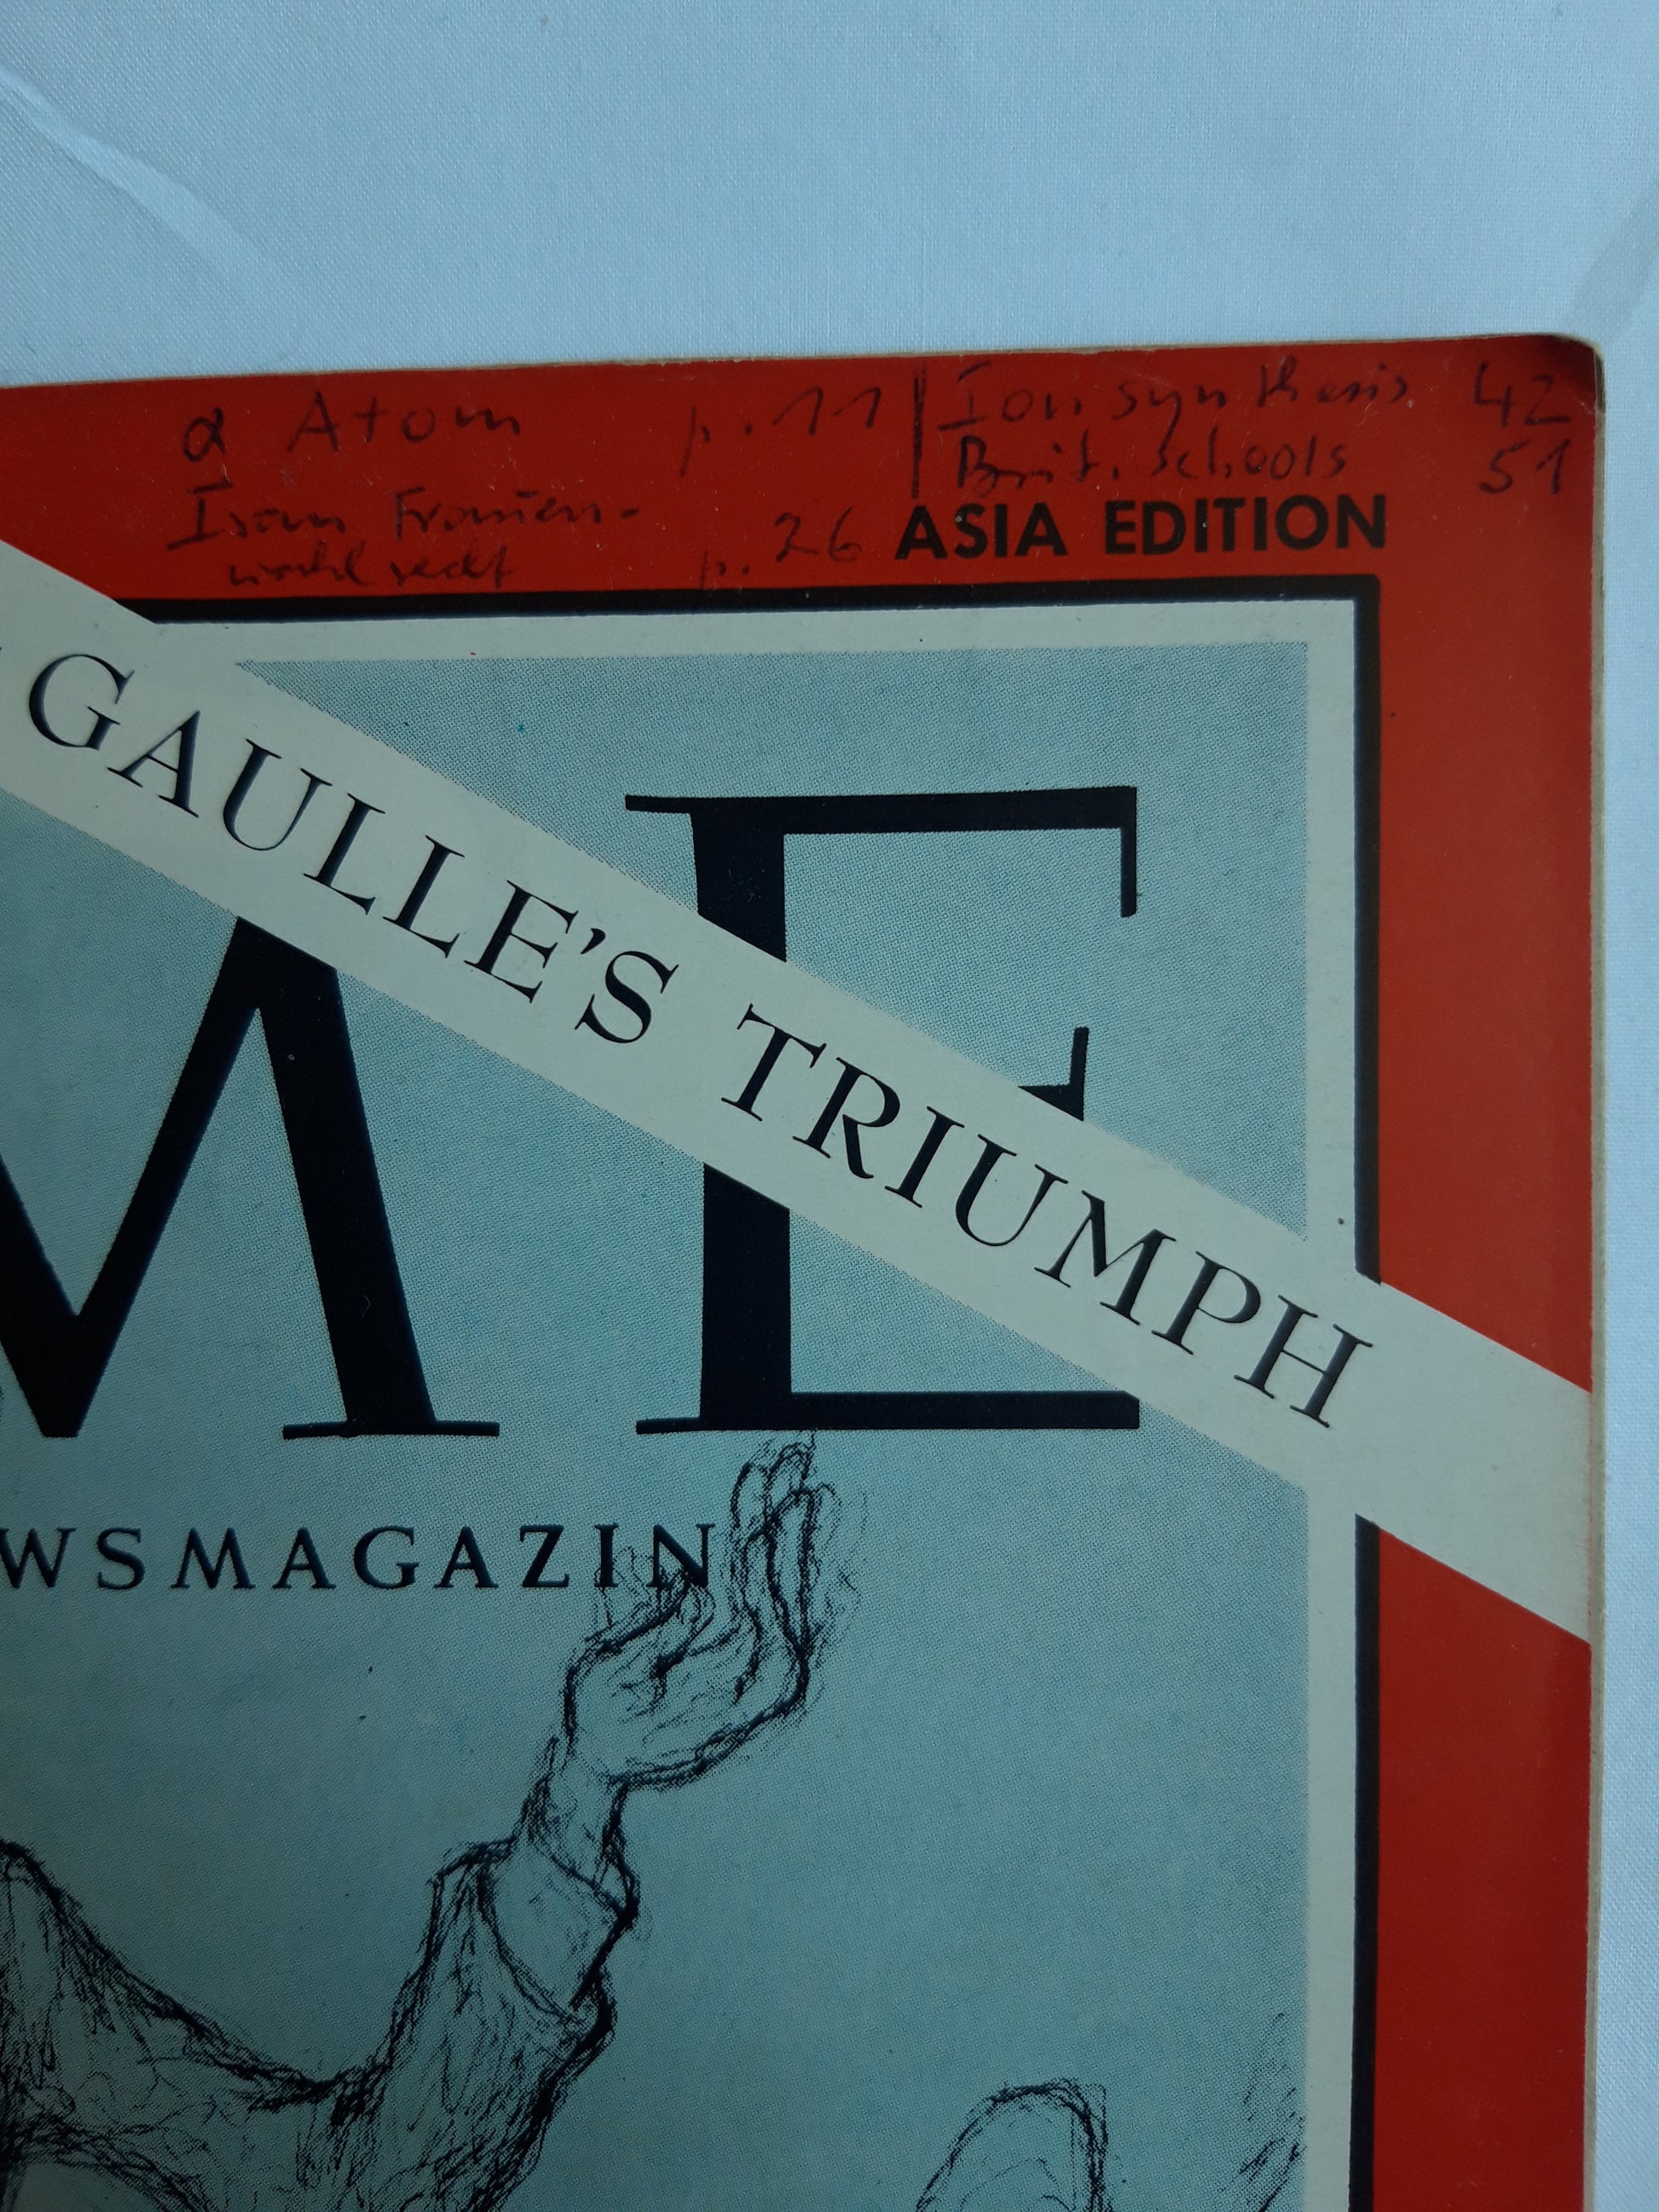 α Atom p. 11 | Ion synthesis 42
Brit. Schools 51
Iran Frauen-
wahlrecht p. 26
ASIA EDITION
GAULLE'S TRIUMPH
ME
WSMAGAZIN